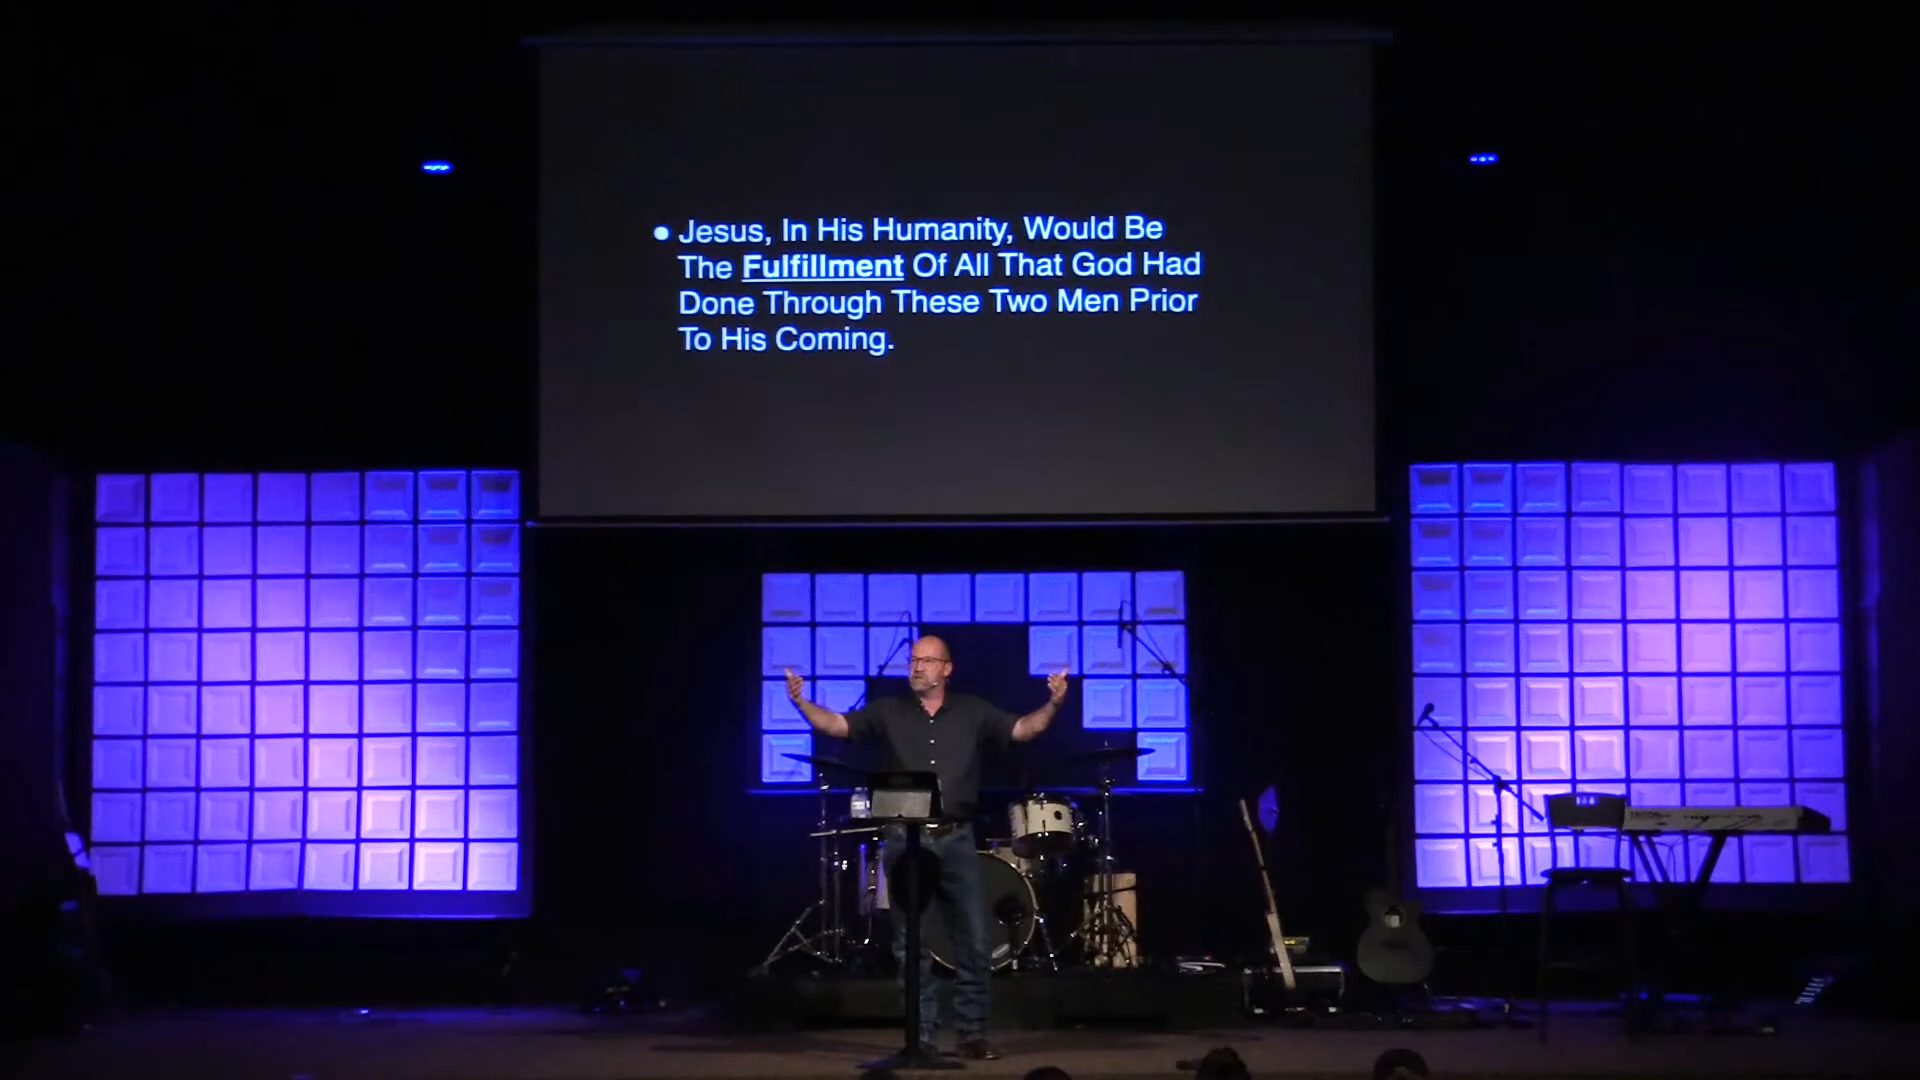 • Jesus, In His Humanity, Would Be
The Fulfillment Of All That God Had
Done Through These Two Men Prior
To His Coming.